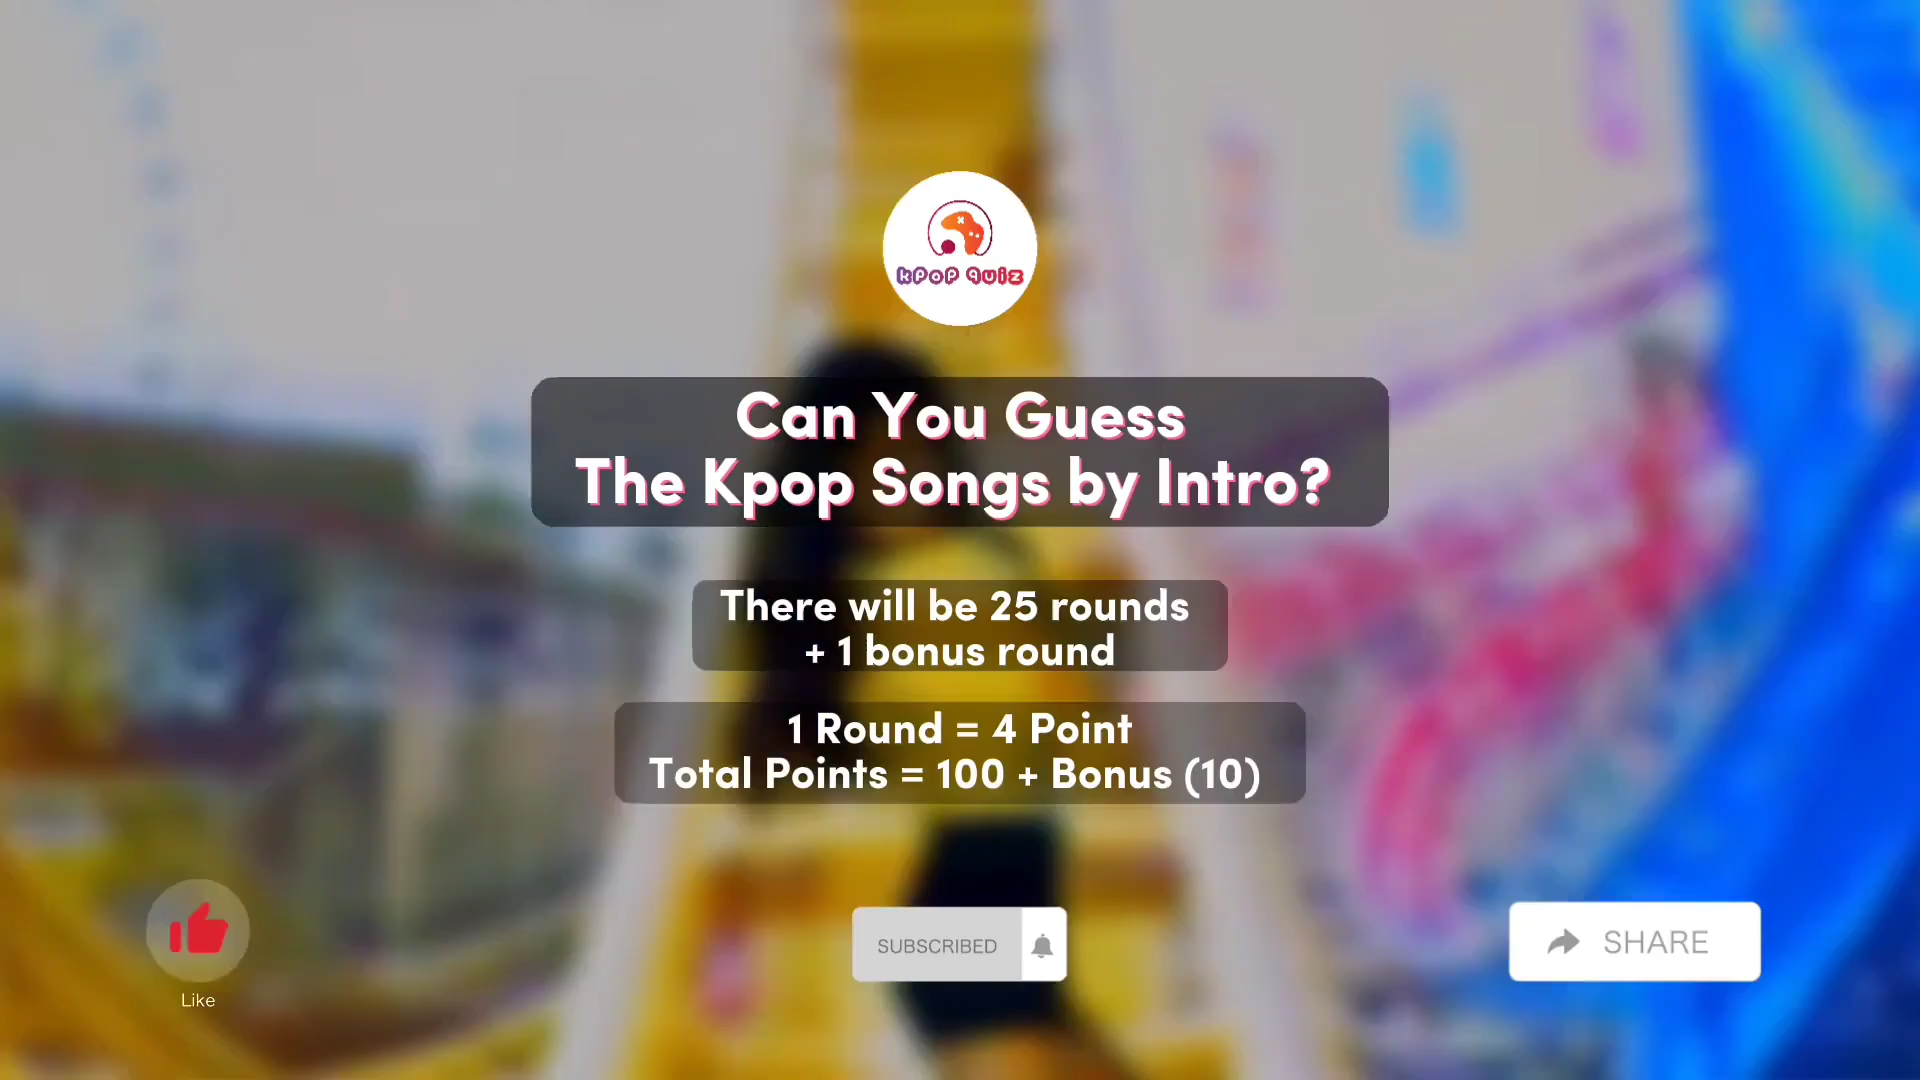 kPoP quiz
Can You Guess
The Kpop Songs by Intro?
There will be 25 rounds
+ 1 bonus round
1 Round = 4 Point
Total Points = 100 + Bonus (10)
Like
SUBSCRIBED
SHARE